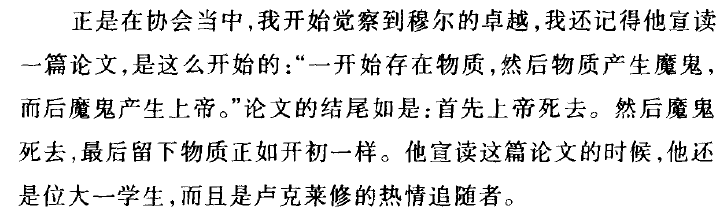 正是在协会当中，我开始觉察到穆尔的卓越，我还记得他宣读
一篇论文，是这么开始的：“一开始存在物质，然后物质产生魔鬼，
而后魔鬼产生上帝。”论文的结尾如是：首先上帝死去。然后魔鬼
死去，最后留下物质正如开初一样。他宣读这篇论文的时候，他还
是位大一学生，而且是卢克莱修的热情追随者。